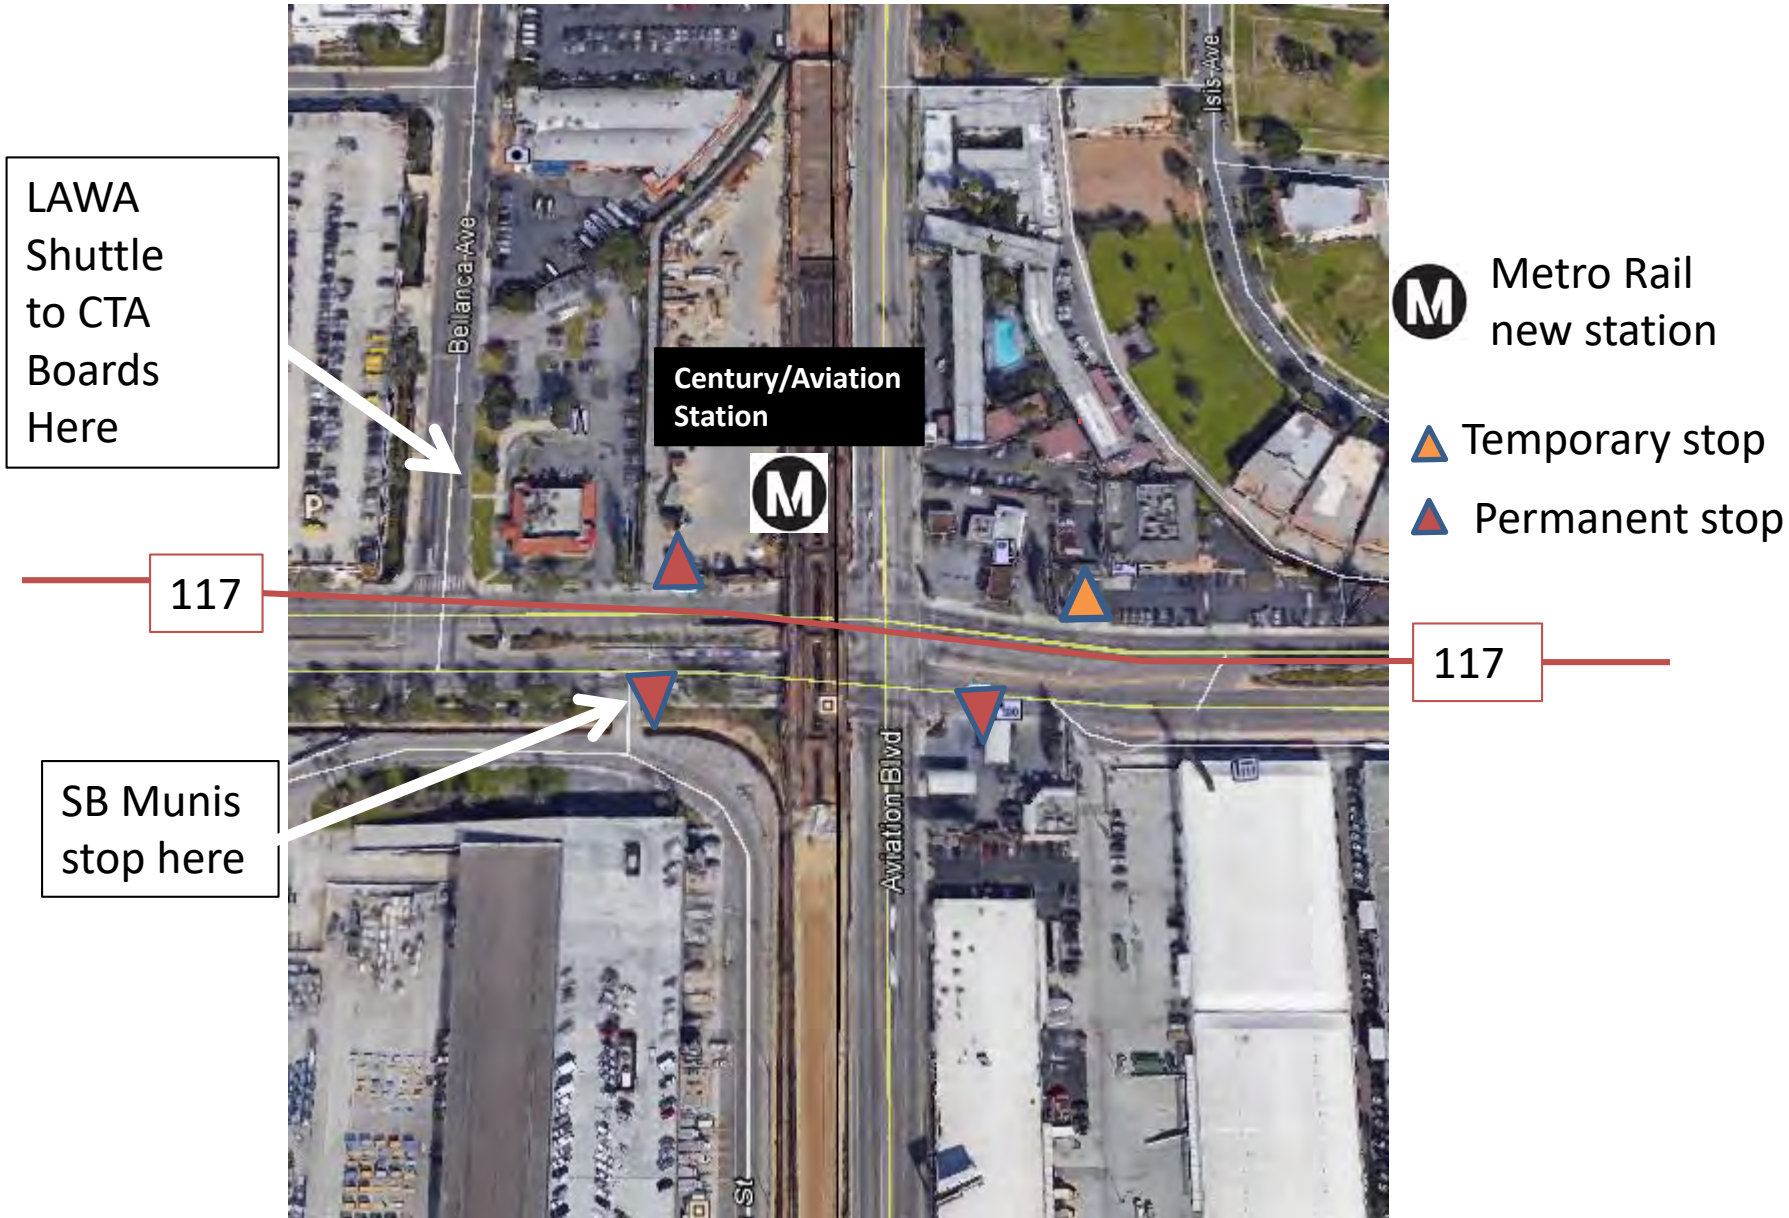 LAWA
Shuttle
to CTA
Boards
Here
Bellanca Ave
Isis Ave
M
Metro Rail
new station
Century/Aviation
Station
M
Temporary stop
Permanent stop
P
117
117
SB Munis
stop here
Aviation Blvd
St